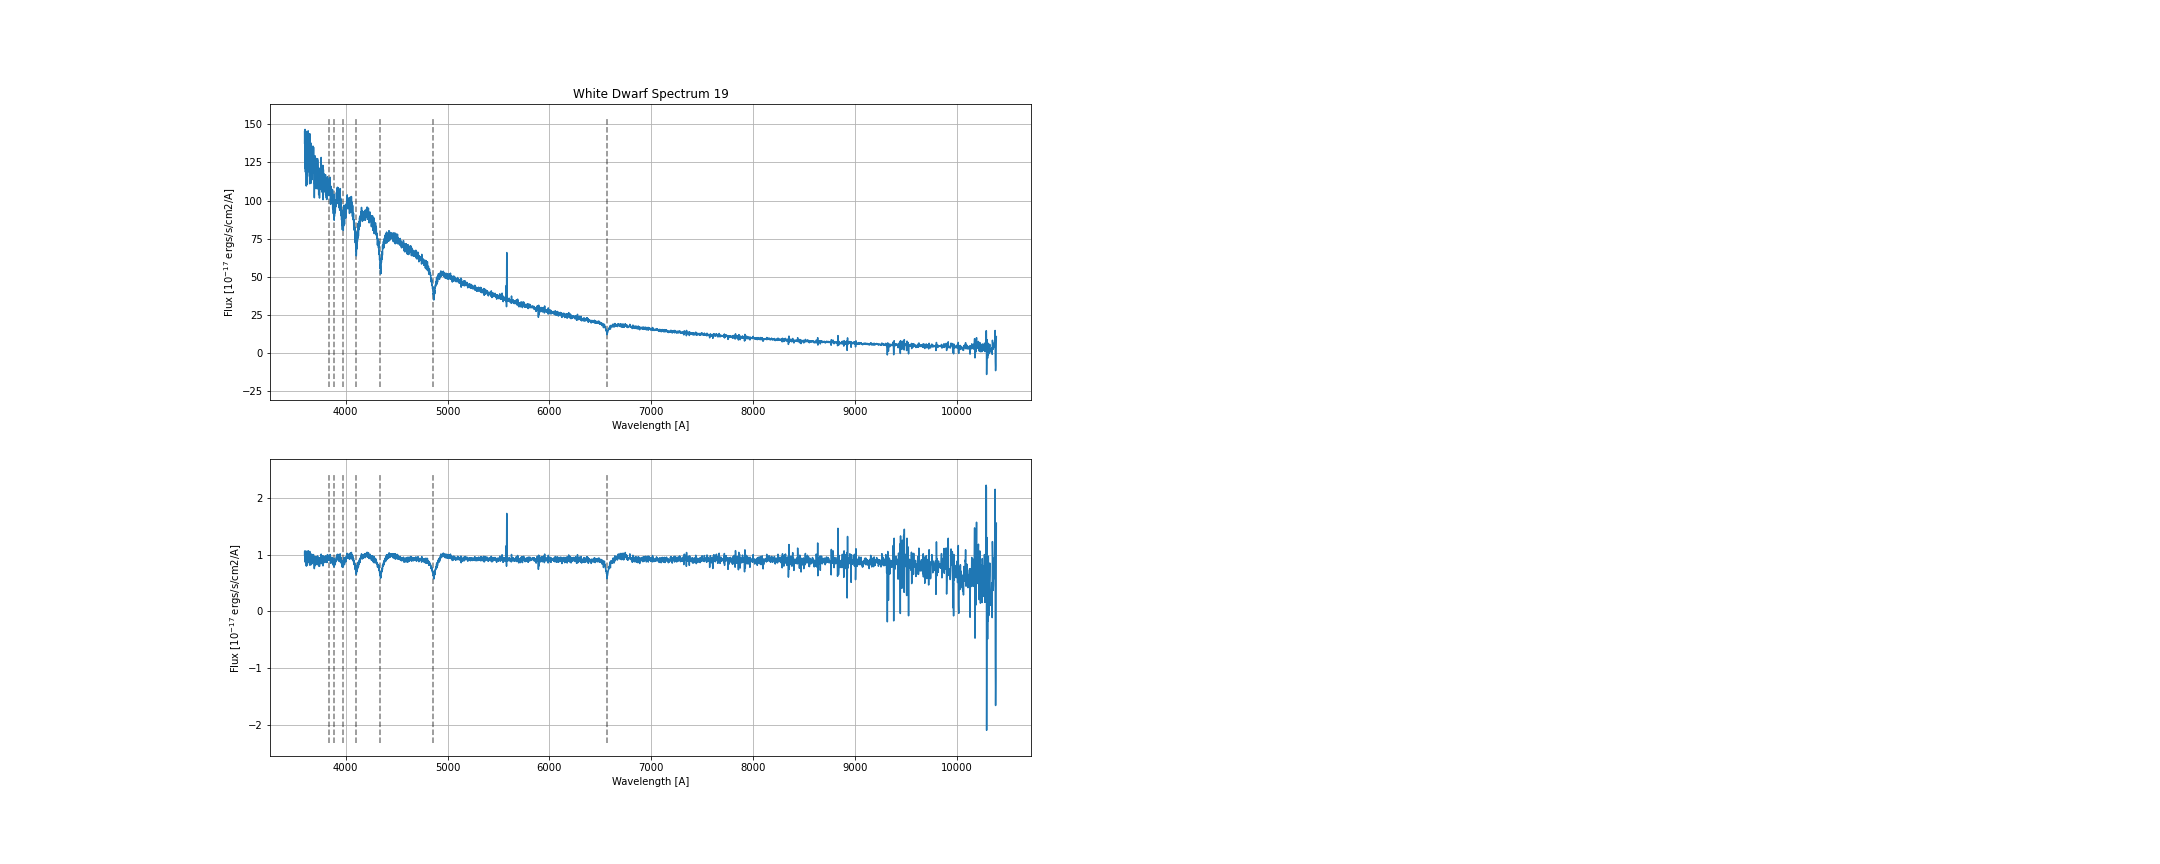 White Dwarf Spectrum 19
150
125
100
75
50
25
0
−25
Flux [10⁻¹⁷ ergs/s/cm2/A]
4000 5000 6000 7000 8000 9000 10000
Wavelength [A]
2
1
0
−1
−2
Flux [10⁻¹⁷ ergs/s/cm2/A]
4000 5000 6000 7000 8000 9000 10000
Wavelength [A]